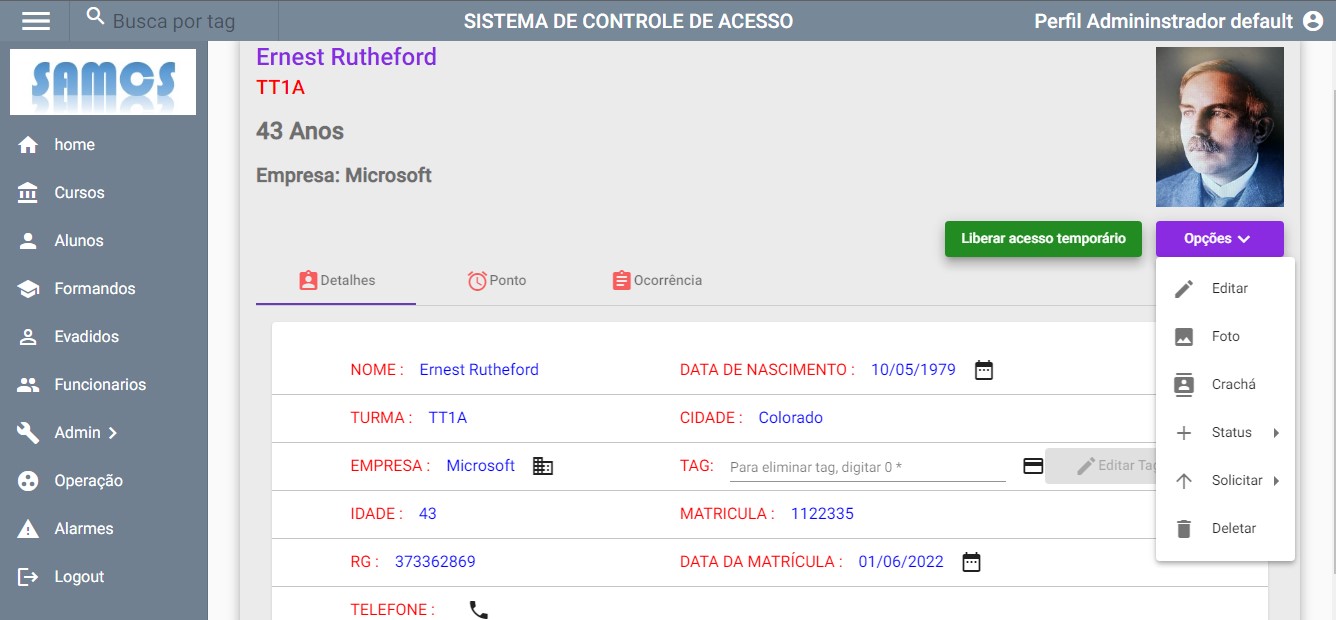 Busca por tag
SISTEMA DE CONTROLE DE ACESSO
Perfil Admininstrador default
SAMCS
home
Cursos
Alunos
Formandos
Evadidos
Funcionarios
Admin
Operação
Alarmes
Logout
Ernest Rutheford
TT1A
43 Anos
Empresa: Microsoft
Liberar acesso temporário
Opções
Detalhes
Ponto
Ocorrência
NOME : Ernest Rutheford
DATA DE NASCIMENTO : 10/05/1979
TURMA : TT1A
CIDADE : Colorado
EMPRESA : Microsoft
TAG: Para eliminar tag, digitar 0 *
Editar Tag
IDADE : 43
MATRICULA : 1122335
RG : 373362869
DATA DA MATRÍCULA : 01/06/2022
TELEFONE :
Editar
Foto
Crachá
Status
Solicitar
Deletar